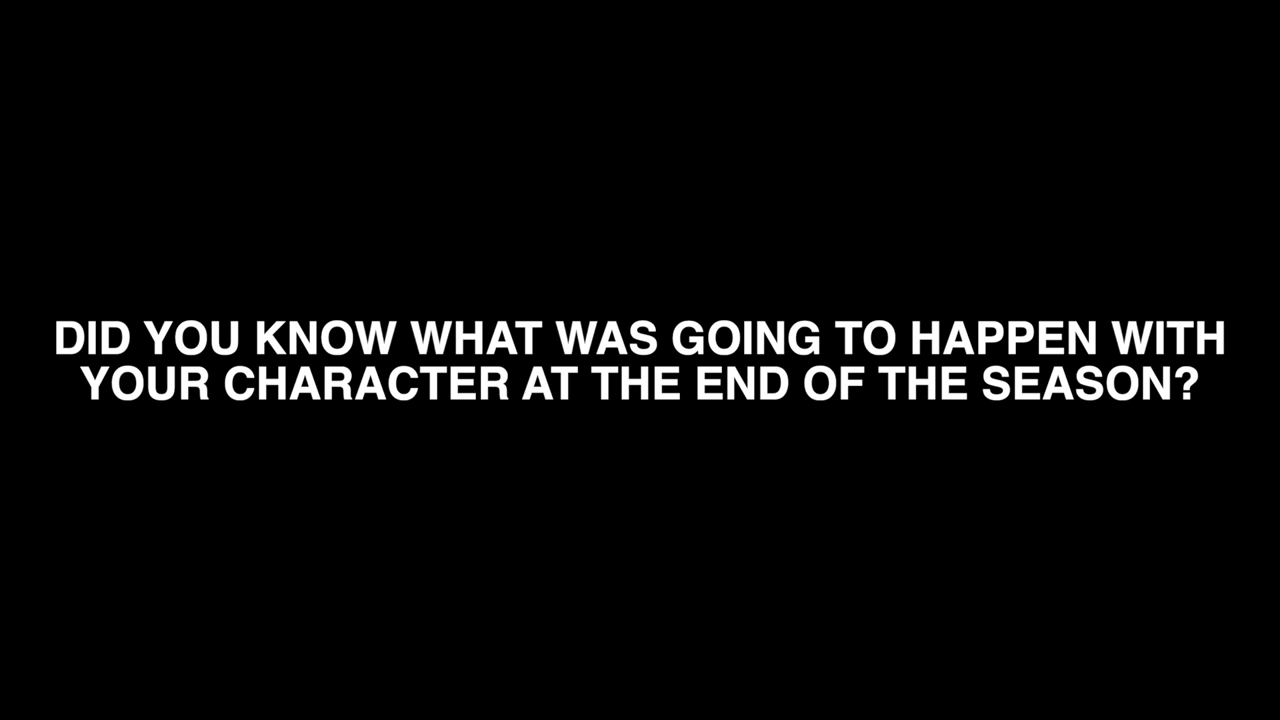 DID YOU KNOW WHAT WAS GOING TO HAPPEN WITH
YOUR CHARACTER AT THE END OF THE SEASON?